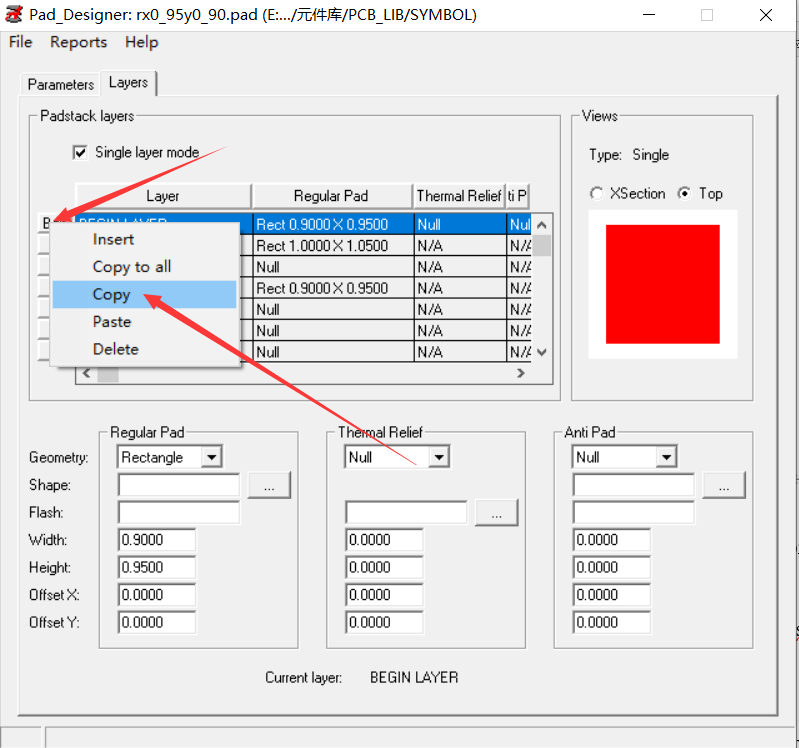 Pad_Designer: rx0_95y0_90.pad (E:.../元件库/PCB_LIB/SYMBOL)
File Reports Help
Parameters Layers
Padstack layers
Single layer mode
Layer Regular Pad Thermal Relief ti P
Rect 0.9000 X 0.9500 Null Nul
Rect 1.0000 X 1.0500 N/A N/A
Null N/A N/A
Rect 0.9000 X 0.9500 N/A N/A
Null N/A N/A
Null N/A N/A
Null N/A N/A
Insert
Copy to all
Copy
Paste
Delete
Views
Type: Single
XSection Top
Regular Pad Thermal Relief Anti Pad
Geometry: Rectangle Null Null
Shape: ... ...
Flash: ...
Width: 0.9000 0.0000 0.0000
Height: 0.9500 0.0000 0.0000
Offset X: 0.0000 0.0000 0.0000
Offset Y: 0.0000 0.0000 0.0000
Current layer: BEGIN LAYER